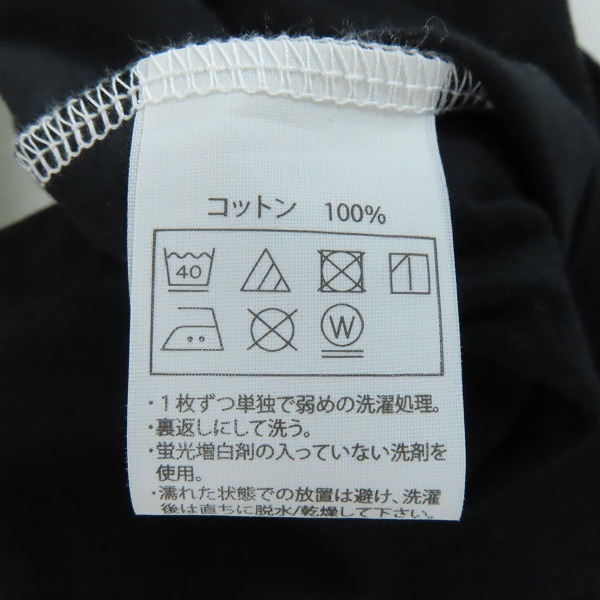 コットン 100%
40
W
・1枚ずつ単独で弱めの洗濯処理。
・裏返しにして洗う。
・蛍光増白剤の入っていない洗剤を
使用。
・濡れた状態での放置は避け、洗濯
後は直ちに脱水/乾燥して下さい。